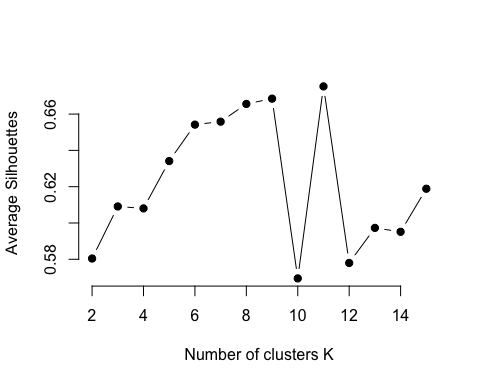 Average Silhouettes
0.66
0.62
0.58
2 4 6 8 10 12 14
Number of clusters K